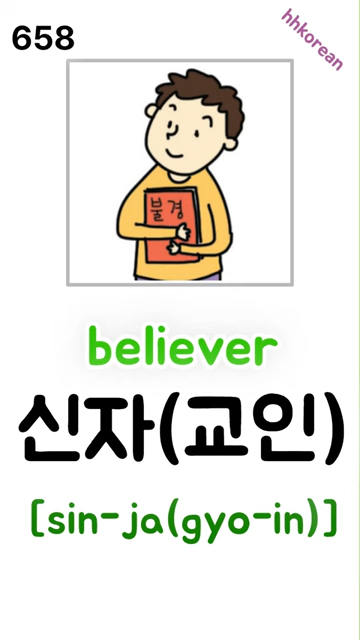 658
hhkorean
불경
believer
신자(교인)
[sin-ja(gyo-in)]